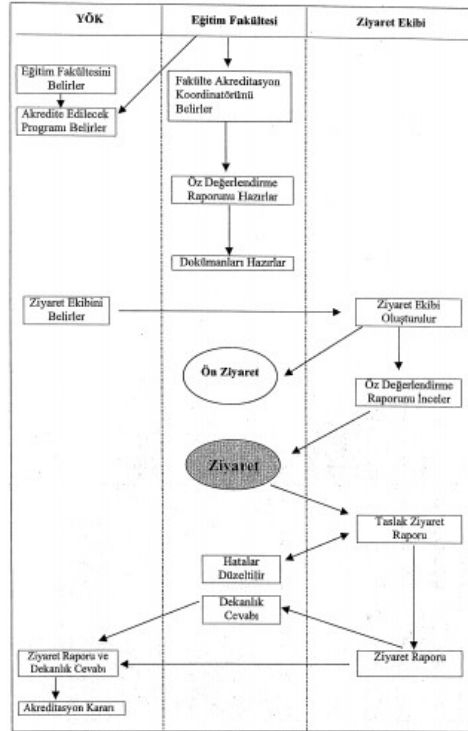 YÖK
Eğitim Fakültesi
Ziyaret Ekibi
Eğitim Fakültesini
Belirler
Fakülte Akreditasyon
Koordinatörünü
Belirler
Akredite Edilecek
Programı Belirler
Öz Değerlendirme
Raporunu Hazırlar
Dokümanları Hazırlar
Ziyaret Ekibini
Belirler
Ziyaret Ekibi
Oluşturulur
Ön Ziyaret
Öz Değerlendirme
Raporunu İnceler
Ziyaret
Taslak Ziyaret
Raporu
Hatalar
Düzeltilir
Dekanlık
Cevabı
Ziyaret Raporu ve
Dekanlık Cevabı
Ziyaret Raporu
Akreditasyon Kararı